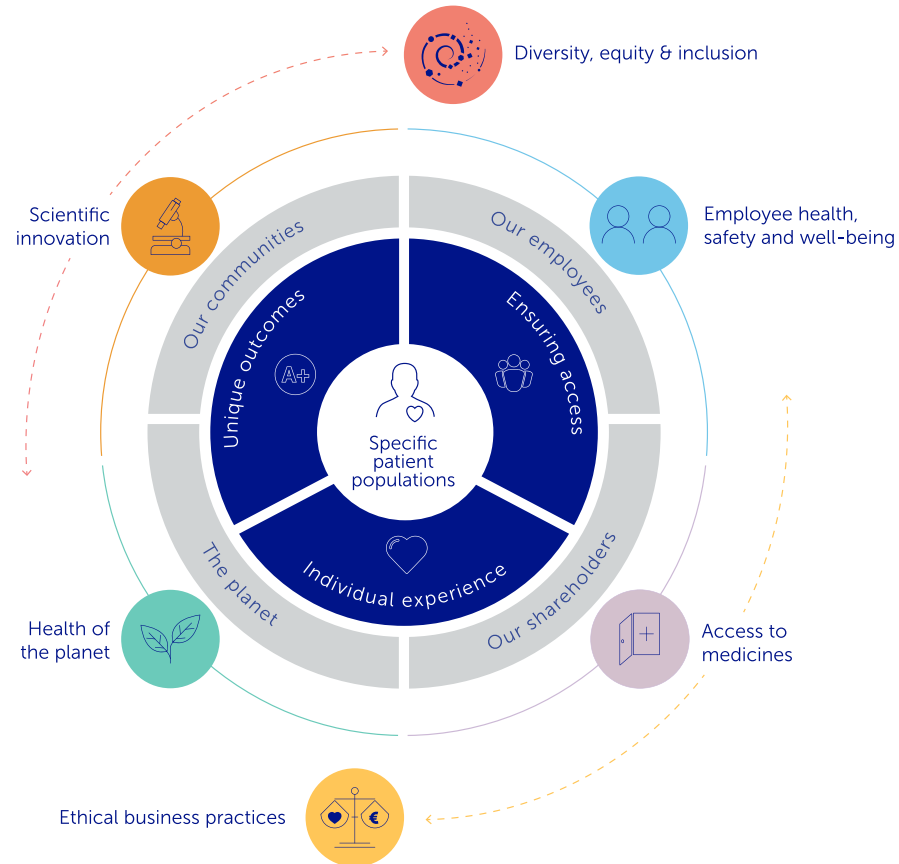 Diversity, equity & inclusion
Scientific
innovation
Employee health,
safety and well-being
Our communities
Our employees
Unique outcomes
A+
Ensuring access
Specific
patient
populations
Individual experience
The planet
Our shareholders
Health of
the planet
Access to
medicines
Ethical business practices
€